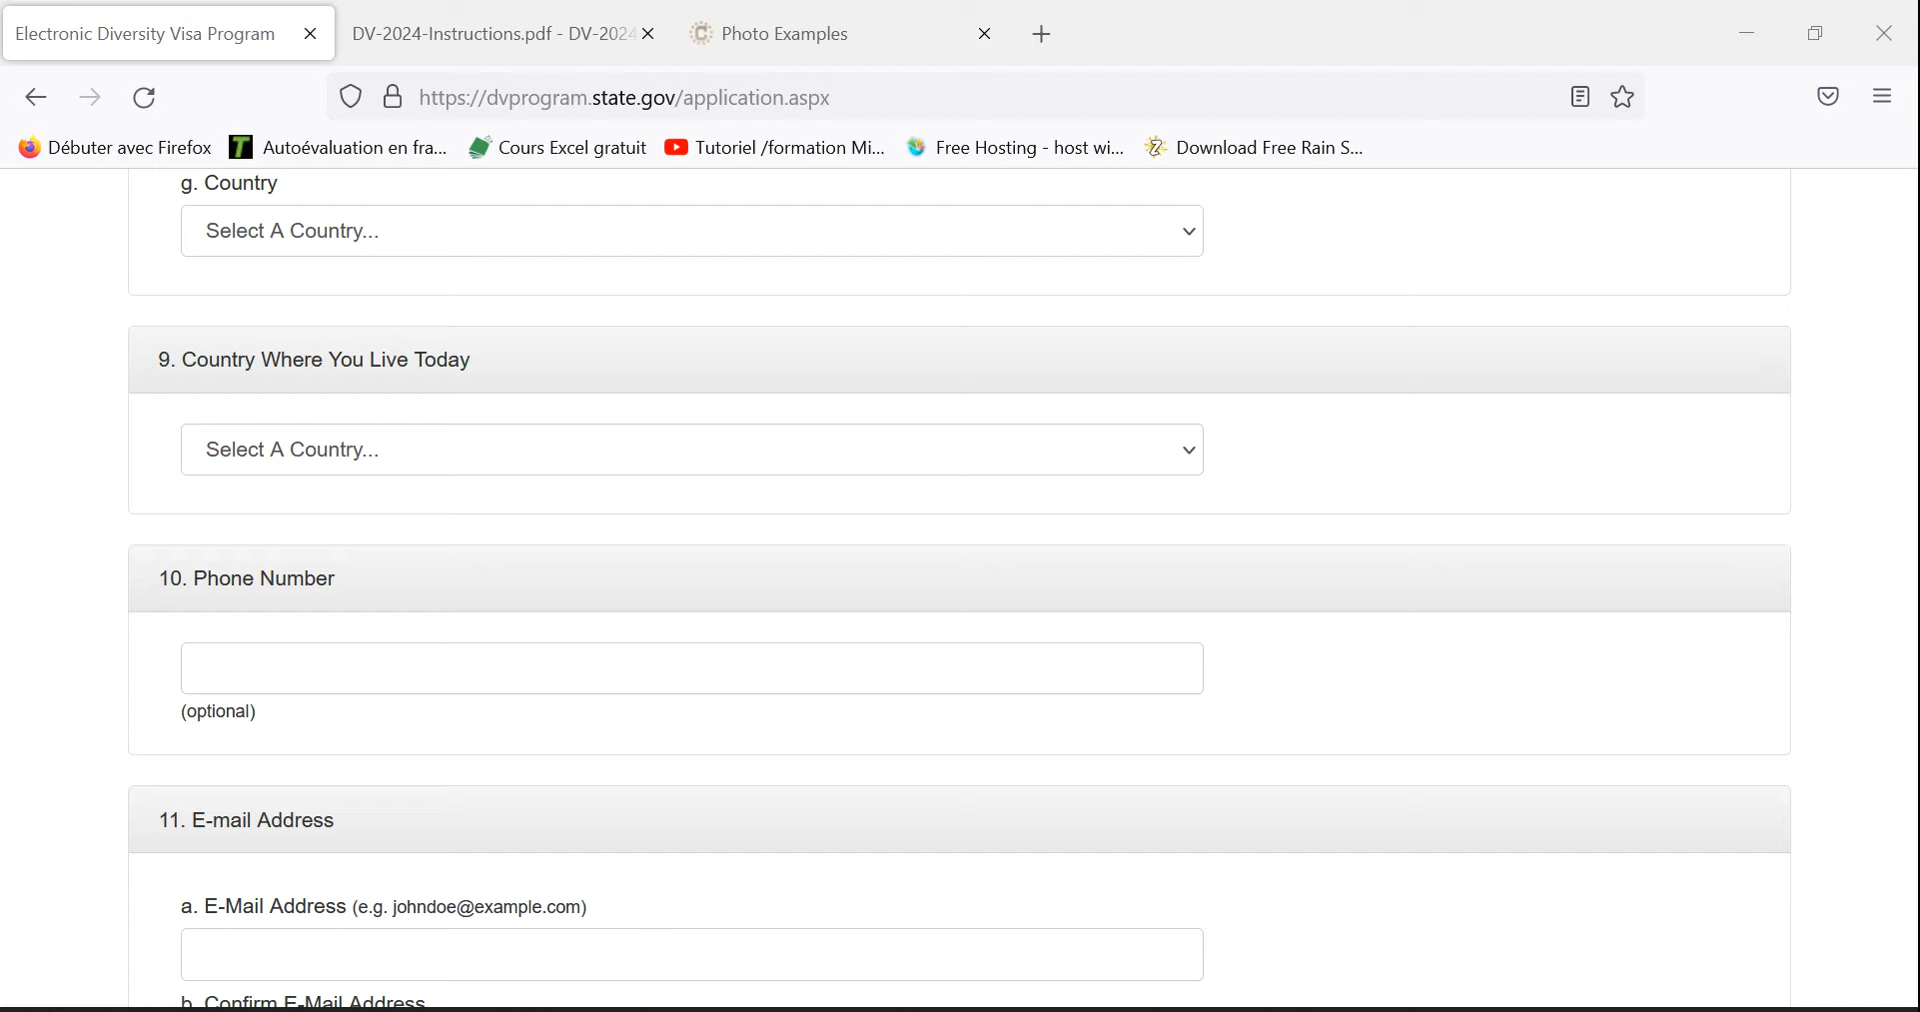 Electronic Diversity Visa Program
DV-2024-Instructions.pdf - DV-2024
Photo Examples
https://dvprogram.state.gov/application.aspx
Débuter avec Firefox
Autoévaluation en fra...
Cours Excel gratuit
Tutoriel /formation Mi...
Free Hosting - host wi...
Download Free Rain S...
g. Country
Select A Country...
9. Country Where You Live Today
Select A Country...
10. Phone Number
(optional)
11. E-mail Address
a. E-Mail Address (e.g. johndoe@example.com)
b. Confirm E-Mail Address